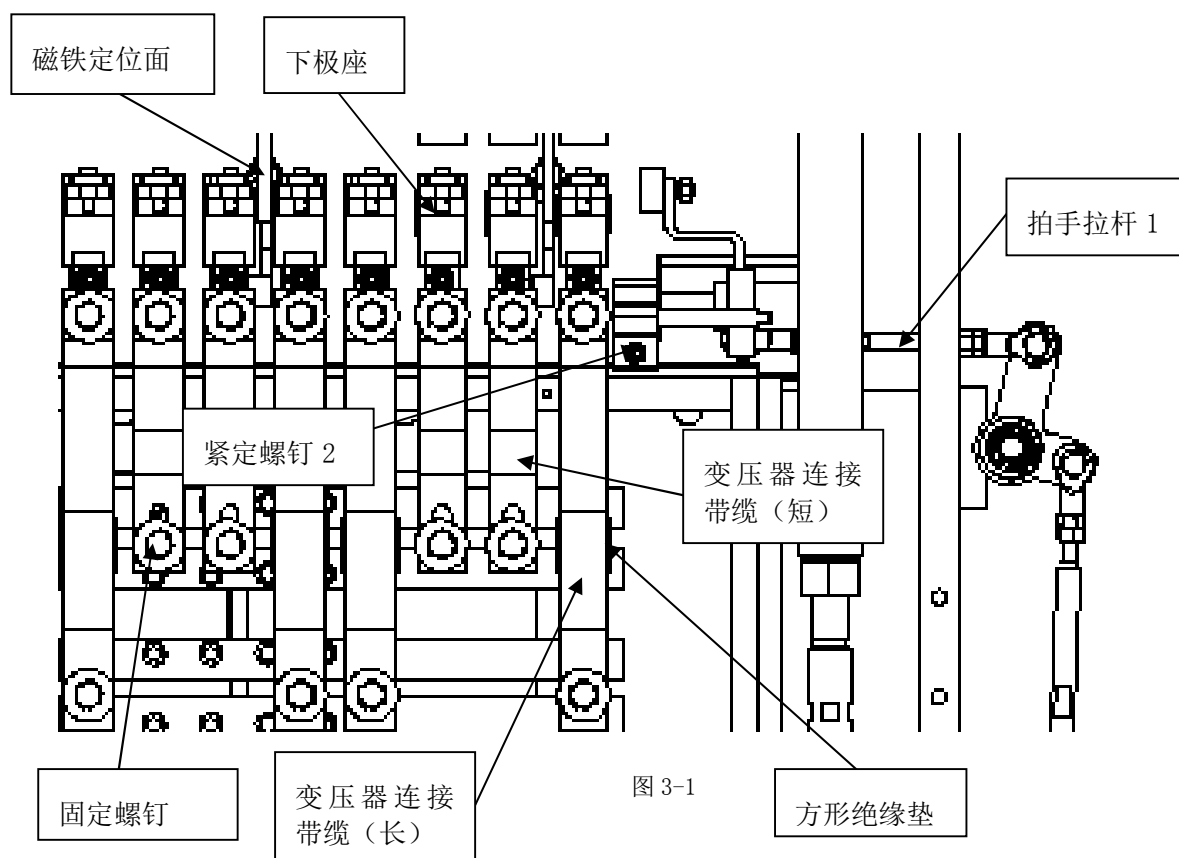 磁铁定位面
下极座
拍手拉杆 1
紧定螺钉 2
变压器连接
带缆（短）
固定螺钉
变压器连接
带缆（长）
图 3-1
方形绝缘垫